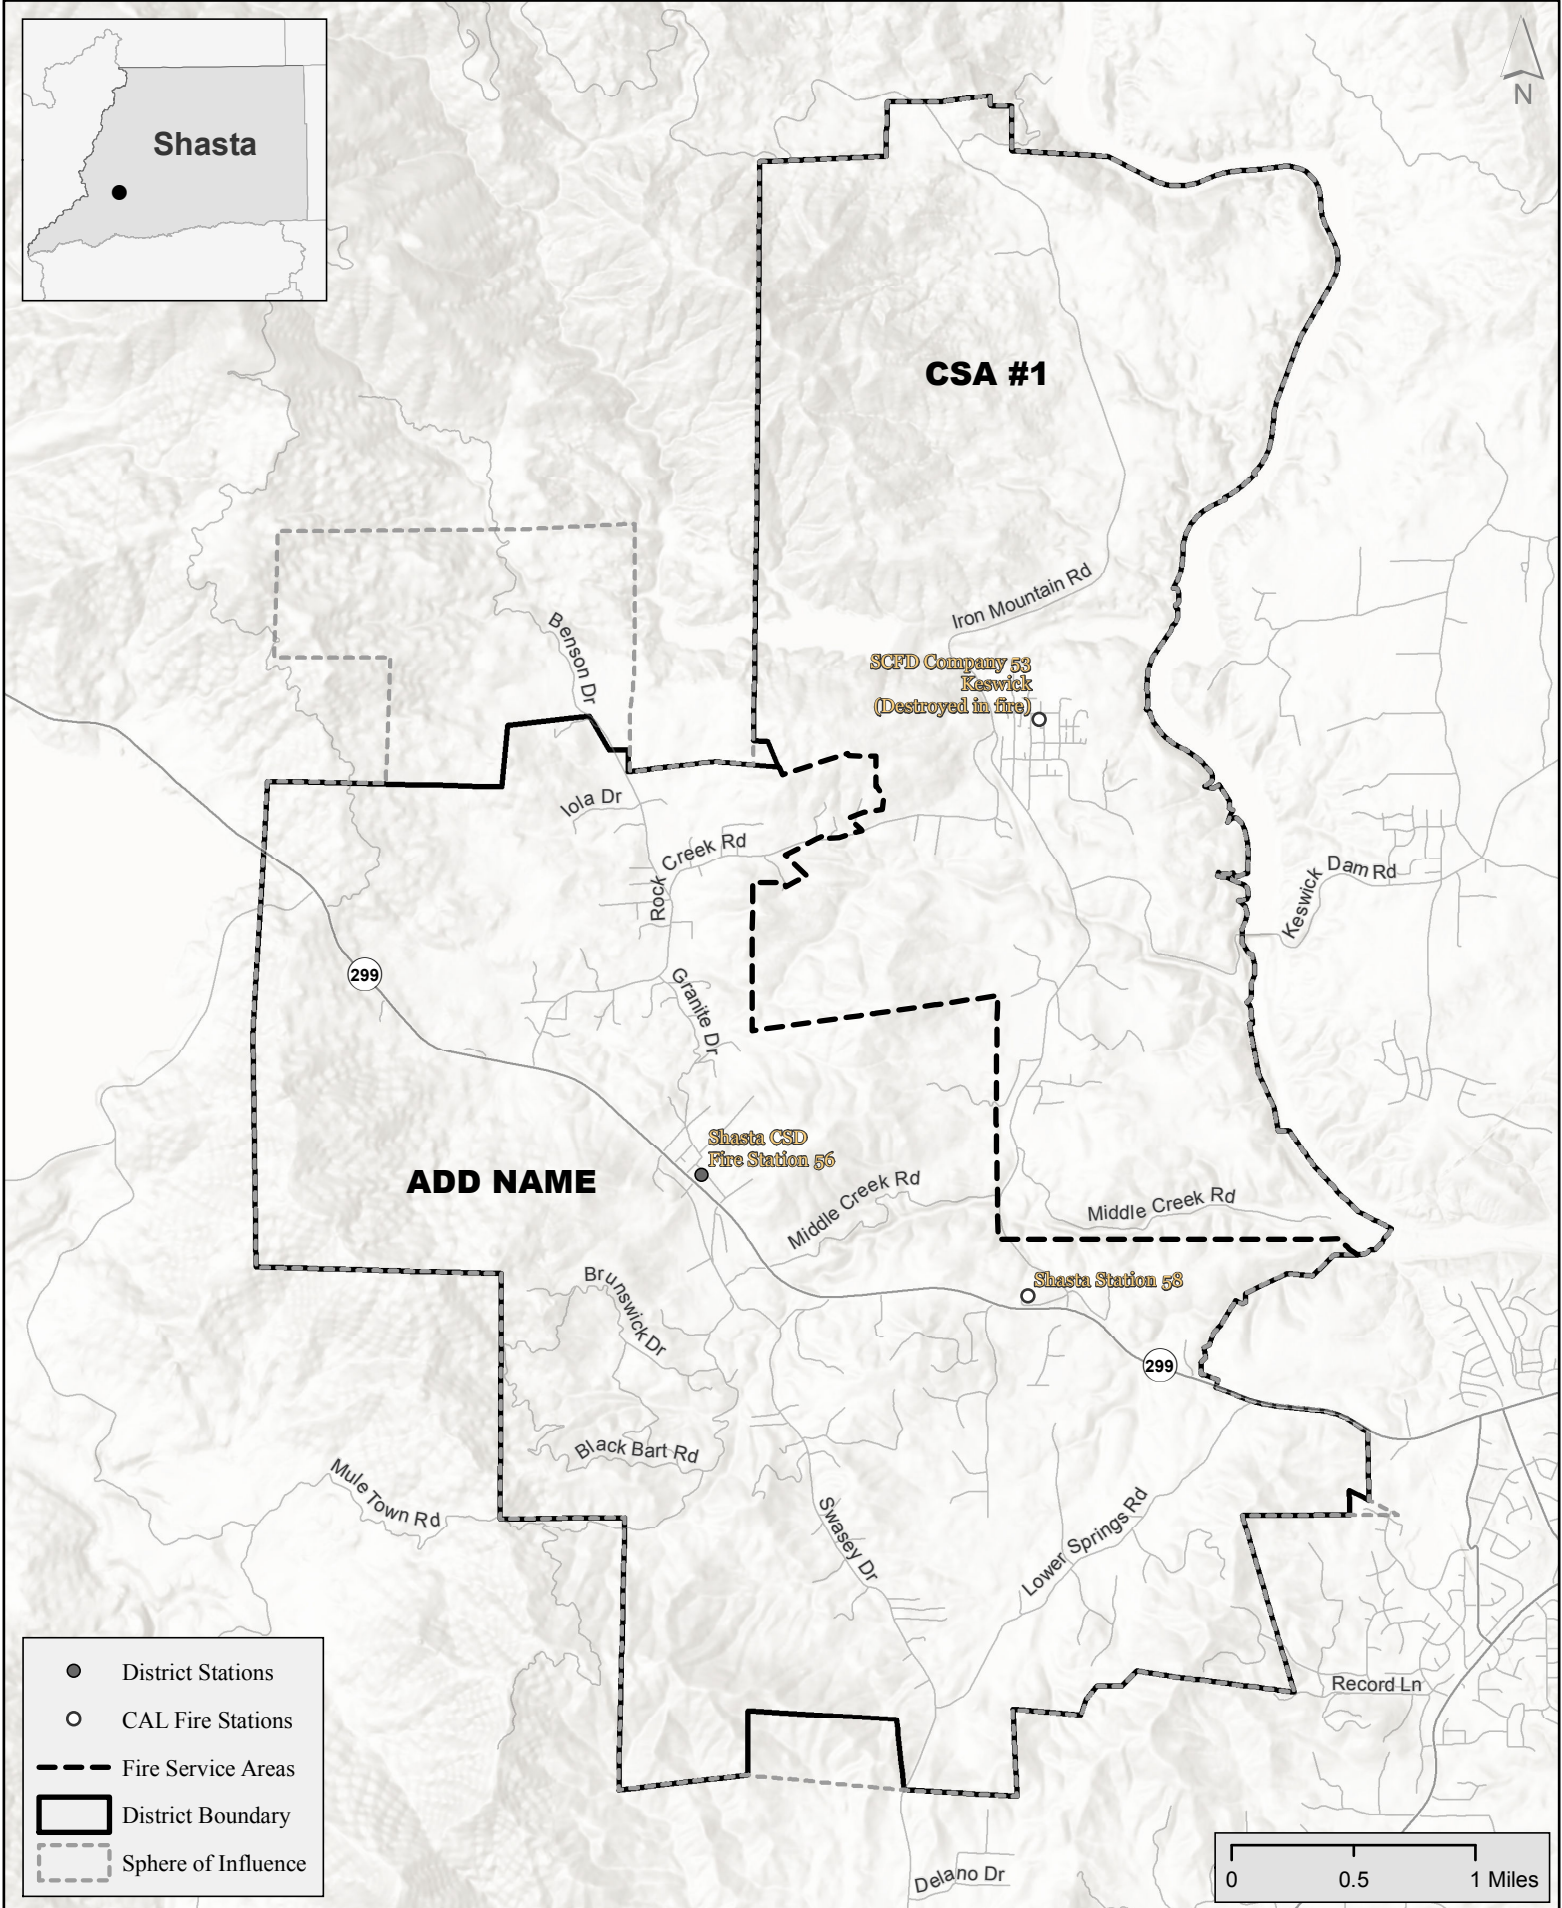 N
Shasta
CSA #1
Iron Mountain Rd
Benson Dr
SCFD Company 53
Keswick
(Destroyed in fire)
Iola Dr
Rock Creek Rd
Keswick Dam Rd
299
Granite Dr
Shasta CSD
Fire Station 56
ADD NAME
Middle Creek Rd
Middle Creek Rd
Brunswick Dr
Shasta Station 58
299
Black Bart Rd
Mule Town Rd
Swasey Dr
Lower Springs Rd
Record Ln
District Stations
CAL Fire Stations
Fire Service Areas
District Boundary
Sphere of Influence
Delano Dr
0 0.5 1 Miles